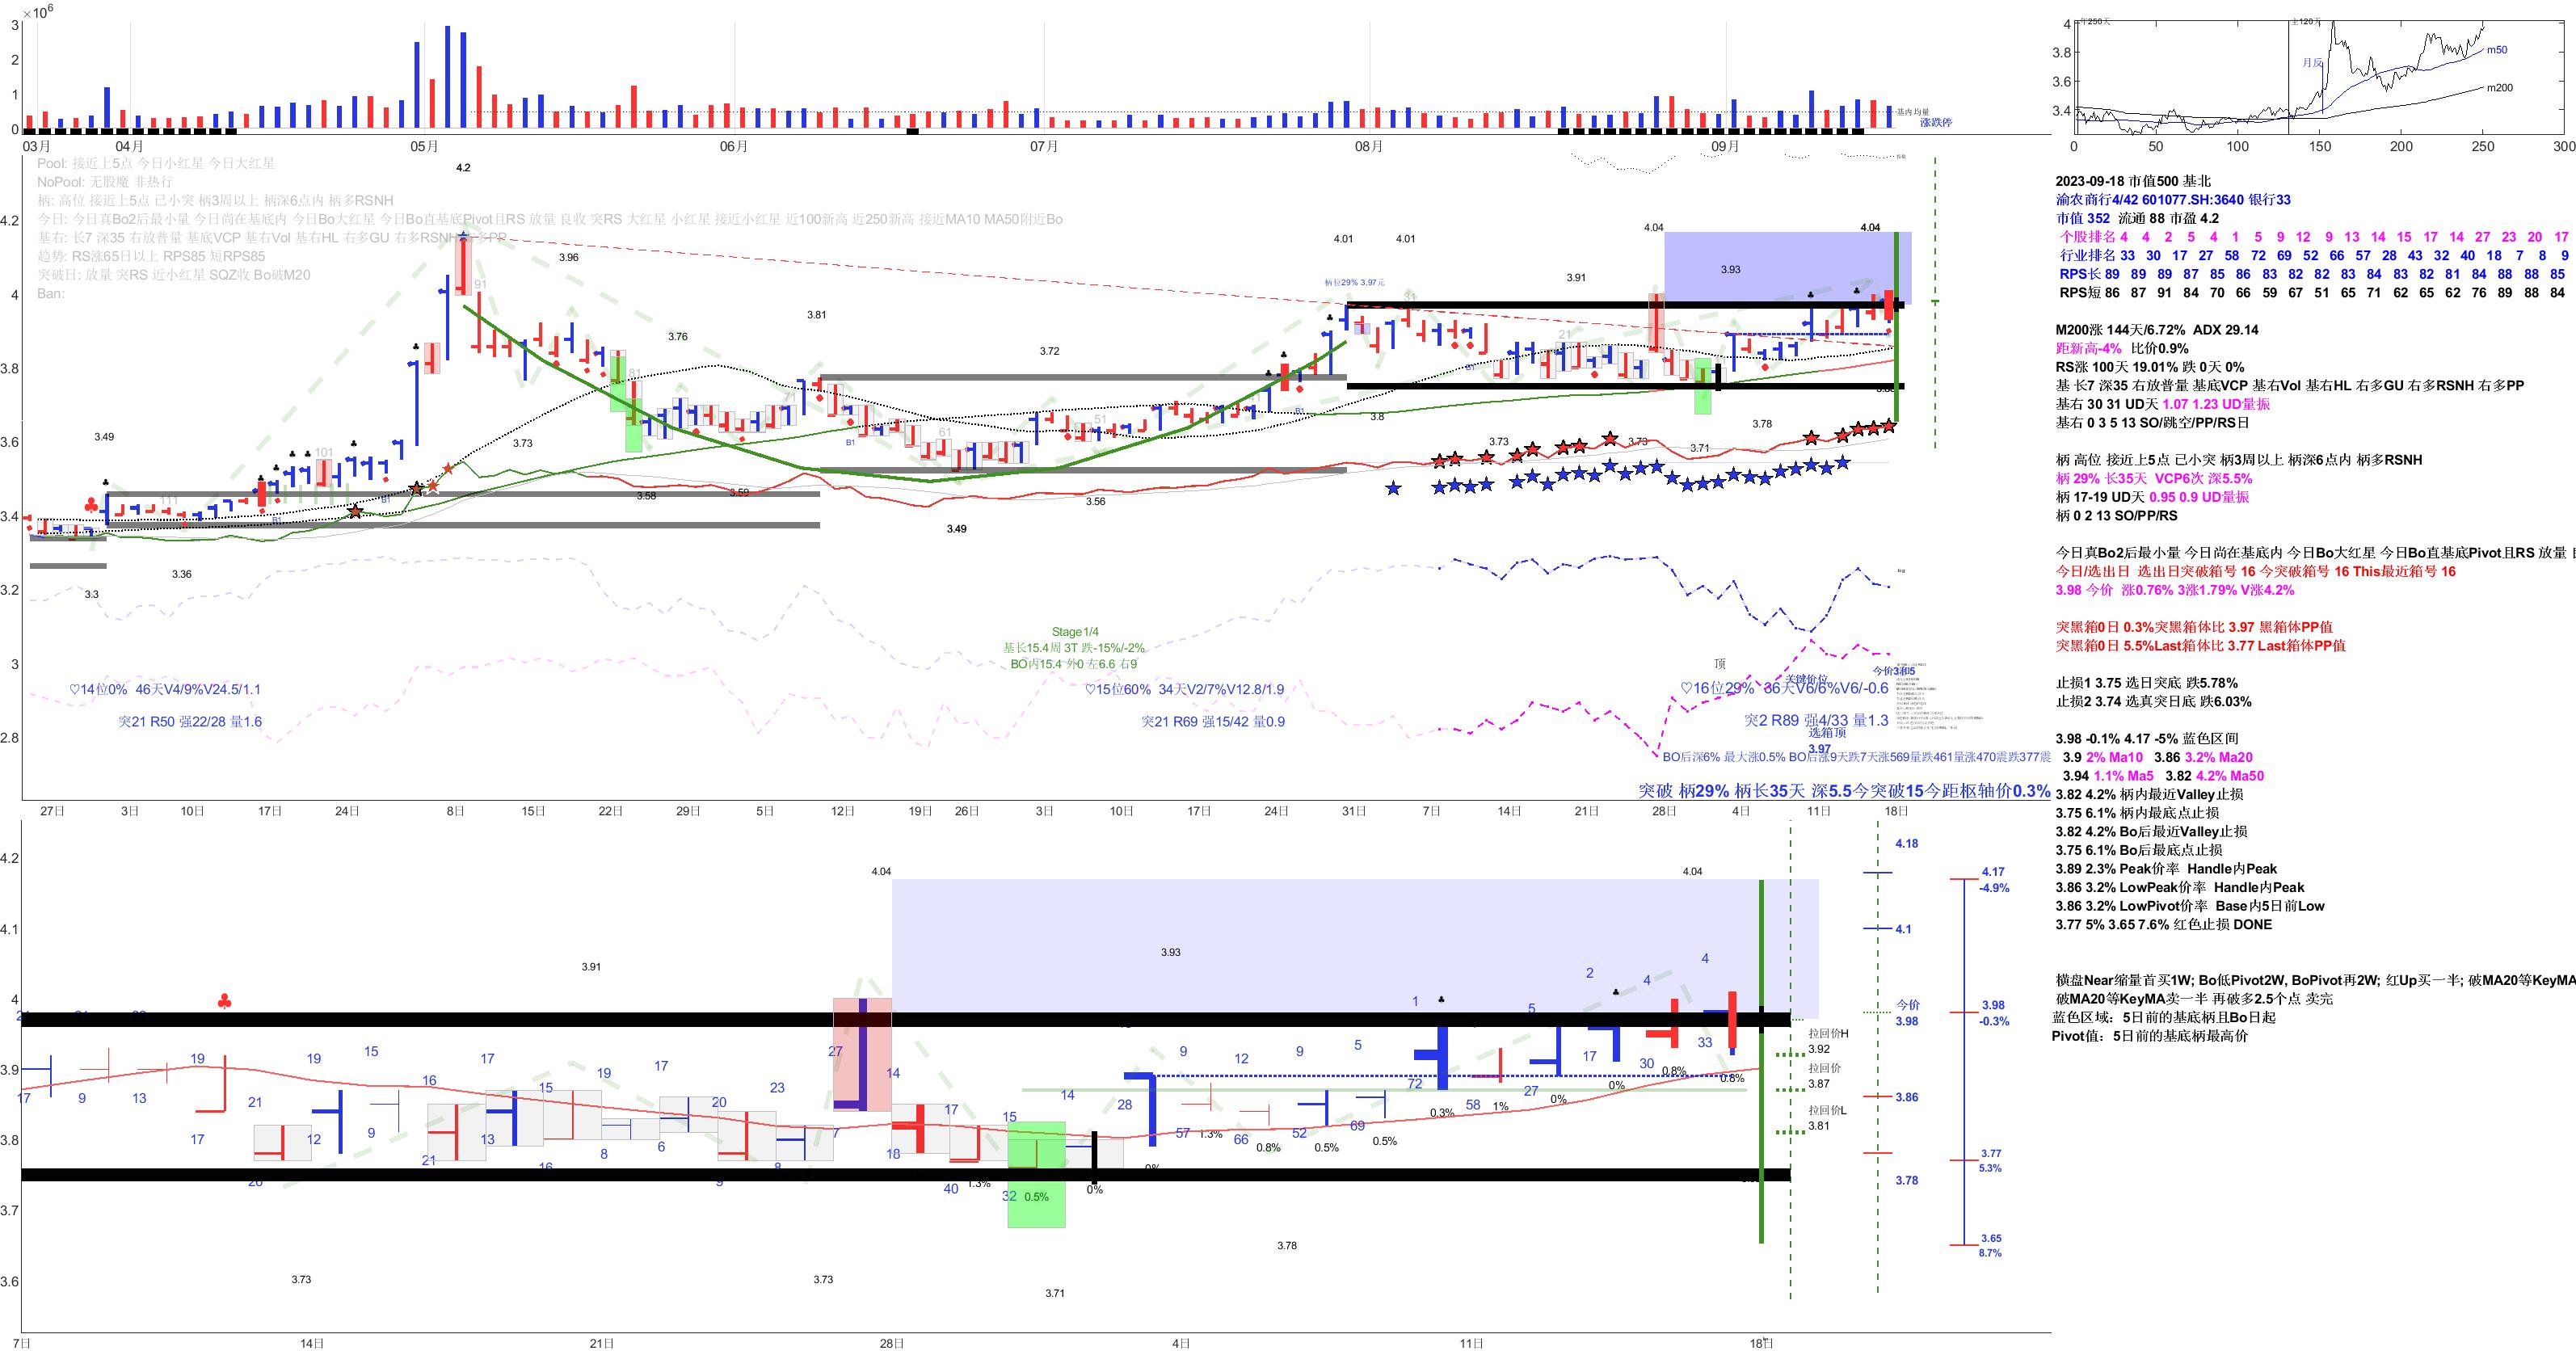 ×10⁶
3
2
1
0
基内均量
涨跌停
03月 04月 05月 06月 07月 08月 09月
Pool: 接近上5点 今日小红星 今日大红星
NoPool: 无股魔 非热行
柄: 高位 接近上5点 已小突 柄3周以上 柄深6点内 柄多RSNH
今日: 今日真Bo2后最小量 今日尚在基底内 今日Bo大红星 今日Bo直基底Pivot且RS 放量 良收 突RS 大红星 小红星 接近小红星 近100新高 近250新高 接近MA10 MA50附近Bo
基右: 长7 深35 右放普量 基底VCP 基右Vol 基右HL 右多GU 右多RSNH 右多PP
趋势: RS涨65日以上 RPS85 短RPS85
突破日: 放量 突RS 近小红星 SQZ收 Bo破M20
Ban:
4.2
4
3.8
3.6
3.4
3.2
3
2.8
4.2
3.96
4.01 4.01
4.04
4.04
3.91
3.93
柄位29% 3.97元
3.81
3.76
3.72
3.49
3.73
3.8
3.73
3.73
3.71
3.78
3.58
3.59
3.56
3.49
3.36
3.3
91
81
101
111
61
51
31
21
B1
B1
B1
B1
B1
Stage1/4
基长15.4周 3T 跌-15%/-2%
BO内15.4 外0 左6.6 右9
♡14位0% 46天V4/9%V24.5/1.1
突21 R50 强22/28 量1.6
♡15位60% 34天V2/7%V12.8/1.9
突21 R69 强15/42 量0.9
顶
关键价位
♡16位29% 36天V6/6%V6/-0.6
突2 R89 强4/33 量1.3
选箱顶
3.97
BO后深6% 最大涨0.5% BO后涨9天跌7天涨569量跌461量涨470震跌377震
突破 柄29% 柄长35天 深5.5今突破15今距枢轴价0.3%
27日 3日 10日 17日 24日 8日 15日 22日 29日 5日 12日 19日 26日 3日 10日 17日 24日 31日 7日 14日 21日 28日 4日 11日 18日
4.2
4.1
4
3.9
3.8
3.7
3.6
4.04
4.04
3.91
3.93
3.73
3.73
3.71
3.78
19
17
9
13
17
21
19
12
15
9
16
21
17
13
15
19
8
17
6
20
9
23
8
27
7
14
18
17
40
1.3%
15
32
0.5%
14
0%
28
0%
9
57
1.3%
12
66
0.8%
9
52
0.5%
5
69
0.5%
1
72
0.3%
58
1%
5
27
0%
2
17
0%
4
30
0.8%
4
33
0.8%
拉回价H
3.92
拉回价
3.87
拉回价L
3.81
4.18
4.1
今价
3.98
3.86
3.78
4.17
-4.9%
3.98
-0.3%
3.77
5.3%
3.65
8.7%
7日 14日 21日 28日 4日 11日 18日
4
3.8
3.6
3.4
年250天
主120天
月反
m50
m200
0 50 100 150 200 250 300
2023-09-18 市值500 基北
渝农商行4/42 601077.SH:3640 银行33
市值 352 流通 88 市盈 4.2
个股排名 4 4 2 5 4 1 5 9 12 9 13 14 15 17 14 27 23 20 17
行业排名 33 30 17 27 58 72 69 52 66 57 28 43 32 40 18 7 8 9
RPS长 89 89 89 87 85 86 83 82 82 83 84 83 82 81 84 88 88 85
RPS短 86 87 91 84 70 66 59 67 51 65 71 62 65 62 76 89 88 84
M200涨 144天/6.72% ADX 29.14
距新高-4% 比价0.9%
RS涨 100天 19.01% 跌 0天 0%
基 长7 深35 右放普量 基底VCP 基右Vol 基右HL 右多GU 右多RSNH 右多PP
基右 30 31 UD天 1.07 1.23 UD量振
基右 0 3 5 13 SO/跳空/PP/RS日
柄 高位 接近上5点 已小突 柄3周以上 柄深6点内 柄多RSNH
柄 29% 长35天 VCP6次 深5.5%
柄 17-19 UD天 0.95 0.9 UD量振
柄 0 2 13 SO/PP/RS
今日真Bo2后最小量 今日尚在基底内 今日Bo大红星 今日Bo直基底Pivot且RS 放量
今日/选出日 选出日突破箱号 16 今突破箱号 16 This最近箱号 16
3.98 今价 涨0.76% 3涨1.79% V涨4.2%
突黑箱0日 0.3%突黑箱体比 3.97 黑箱体PP值
突黑箱0日 5.5%Last箱体比 3.77 Last箱体PP值
止损1 3.75 选日突底 跌5.78%
止损2 3.74 选真突日底 跌6.03%
3.98 -0.1% 4.17 -5% 蓝色区间
3.9 2% Ma10 3.86 3.2% Ma20
3.94 1.1% Ma5 3.82 4.2% Ma50
3.82 4.2% 柄内最近Valley止损
3.75 6.1% 柄内最底点止损
3.82 4.2% Bo后最近Valley止损
3.75 6.1% Bo后最底点止损
3.89 2.3% Peak价率 Handle内Peak
3.86 3.2% LowPeak价率 Handle内Peak
3.86 3.2% LowPivot价率 Base内5日前Low
3.77 5% 3.65 7.6% 红色止损 DONE
横盘Near缩量首买1W; Bo低Pivot2W, BoPivot再2W; 红Up买一半; 破MA20等KeyMA
破MA20等KeyMA卖一半 再破多2.5个点 卖完
蓝色区域：5日前的基底柄且Bo日起
Pivot值：5日前的基底柄最高价